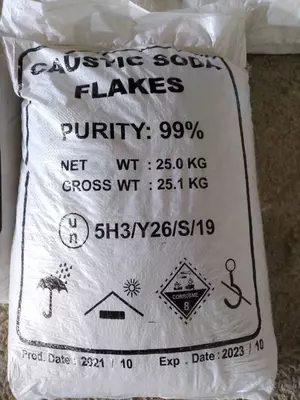 CAUSTIC SODA
FLAKES
PURITY: 99%
NET WT : 25.0 KG
GROSS WT : 25.1 KG
un 5H3/Y26/S/19
CORROSIVE
8
Prod. Date : 2021 / 10 Exp. Date : 2023 / 10